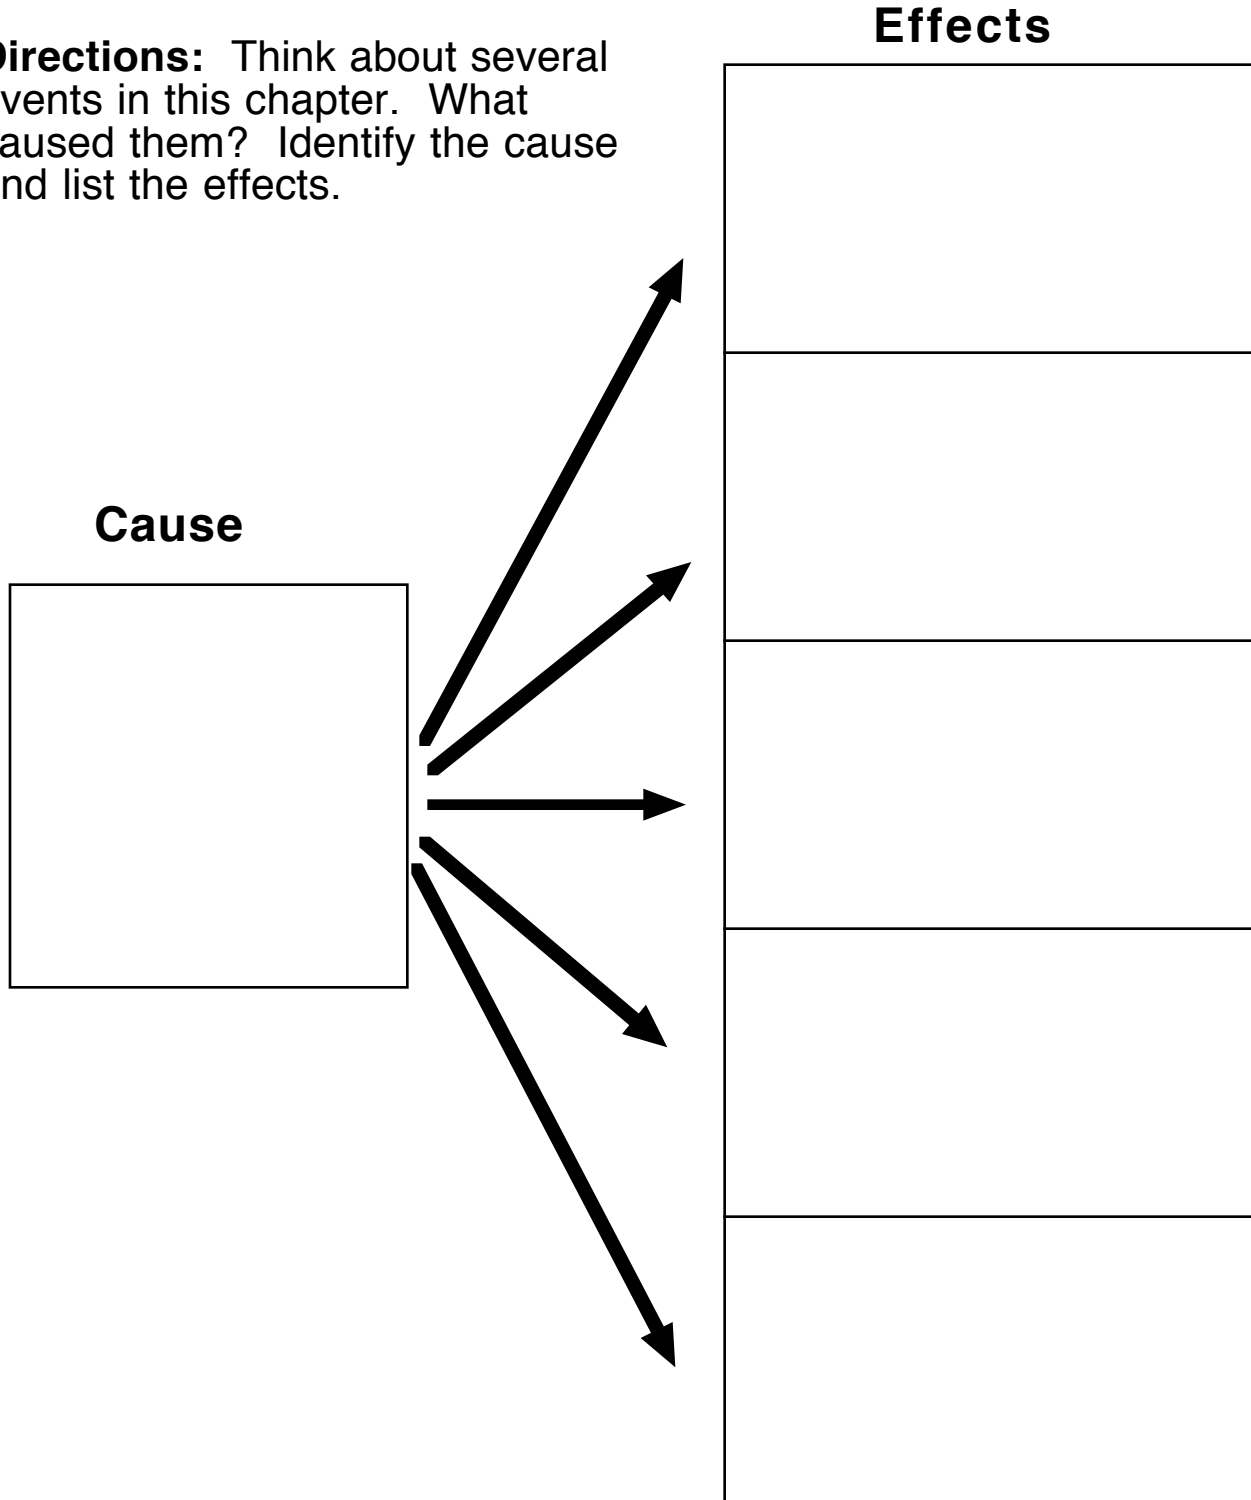 Effects
Directions: Think about several
vents in this chapter. What
aused them? Identify the cause
nd list the effects.
Cause